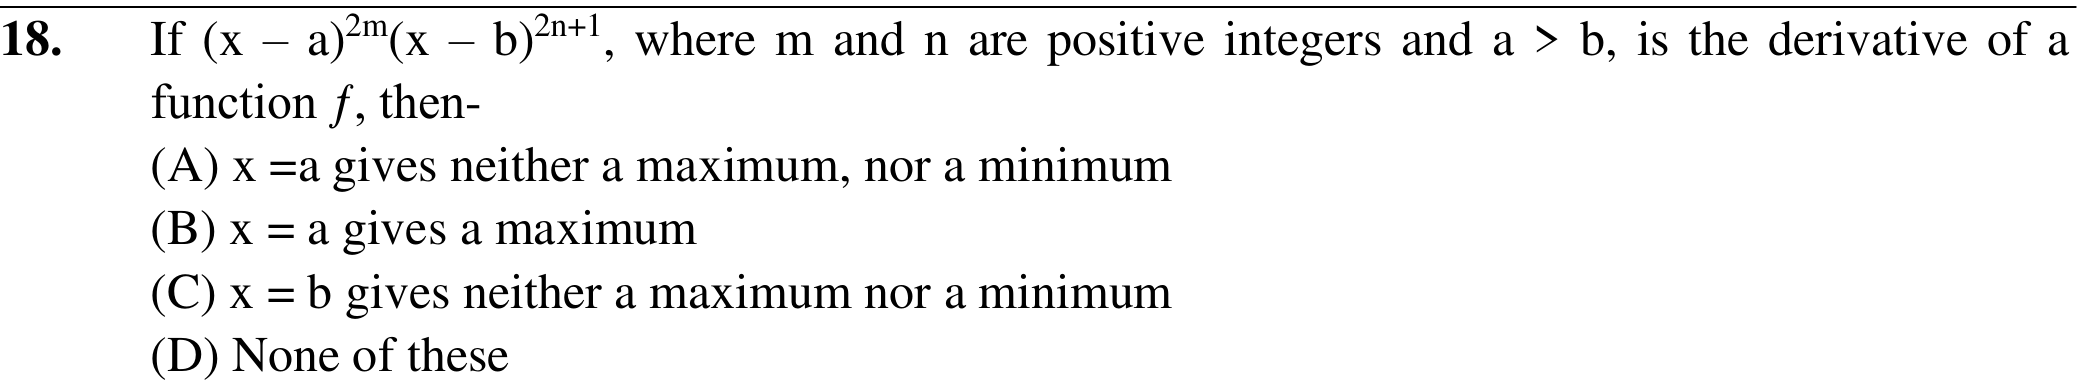 18. If (x – a)^{2m}(x – b)^{2n+1}, where m and n are positive integers and a > b, is the derivative of a
function f, then-
(A) x =a gives neither a maximum, nor a minimum
(B) x = a gives a maximum
(C) x = b gives neither a maximum nor a minimum
(D) None of these